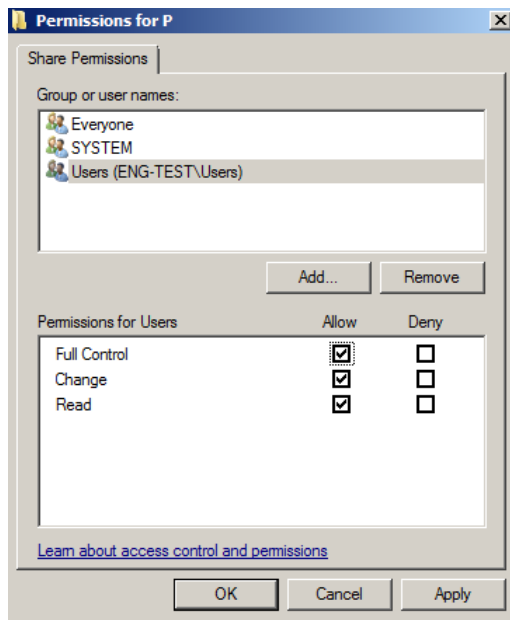 Permissions for P
Share Permissions
Group or user names:
Everyone
SYSTEM
Users (ENG-TEST\Users)
Add... Remove
Permissions for Users Allow Deny
Full Control
Change
Read
Learn about access control and permissions
OK Cancel Apply